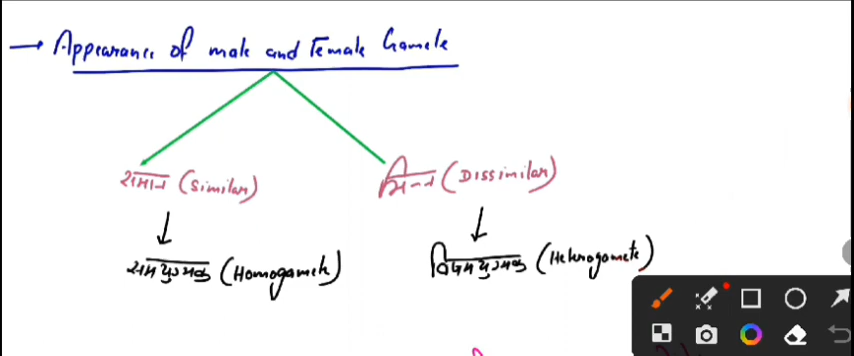 → Appearance of male and Female Gamete
समान (Similar)
भिन्न (Dissimilar)
समयुग्मक (Homogamete)
विषमयुग्मक (Heterogamete)